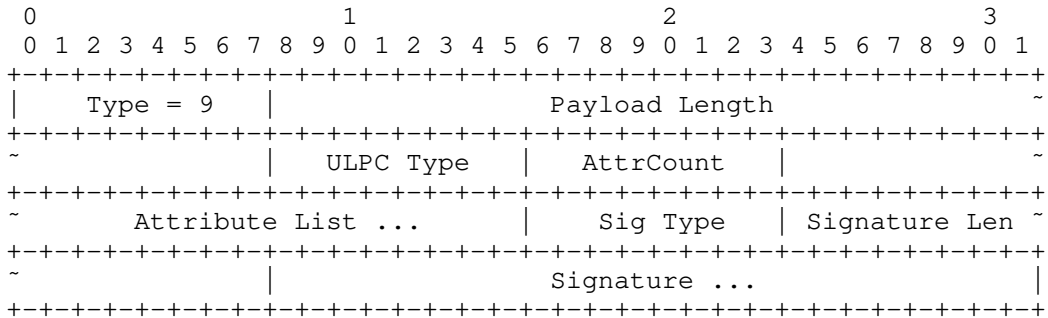 0                   1                   2                   3
 0 1 2 3 4 5 6 7 8 9 0 1 2 3 4 5 6 7 8 9 0 1 2 3 4 5 6 7 8 9 0 1
+-+-+-+-+-+-+-+-+-+-+-+-+-+-+-+-+-+-+-+-+-+-+-+-+-+-+-+-+-+-+-+-+
|    Type = 9   |                 Payload Length                ~
+-+-+-+-+-+-+-+-+-+-+-+-+-+-+-+-+-+-+-+-+-+-+-+-+-+-+-+-+-+-+-+-+
~               |   ULPC Type   |   AttrCount   |               ~
+-+-+-+-+-+-+-+-+-+-+-+-+-+-+-+-+-+-+-+-+-+-+-+-+-+-+-+-+-+-+-+-+
~       Attribute List ...      |    Sig Type   | Signature Len ~
+-+-+-+-+-+-+-+-+-+-+-+-+-+-+-+-+-+-+-+-+-+-+-+-+-+-+-+-+-+-+-+-+
~               |                 Signature ...                 |
+-+-+-+-+-+-+-+-+-+-+-+-+-+-+-+-+-+-+-+-+-+-+-+-+-+-+-+-+-+-+-+-+